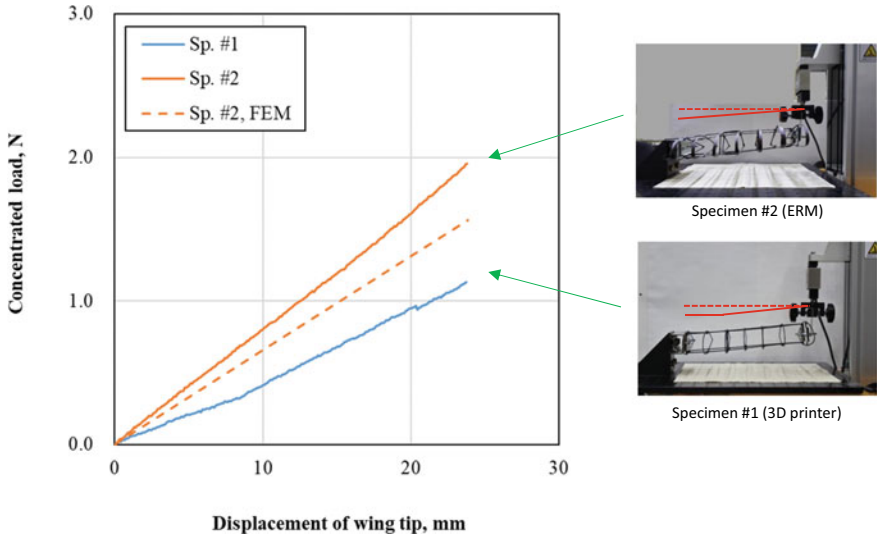 3.0
2.0
1.0
0.0
0
10
20
30
Concentrated load, N
Displacement of wing tip, mm
Sp. #1
Sp. #2
Sp. #2, FEM
Specimen #2 (ERM)
Specimen #1 (3D printer)